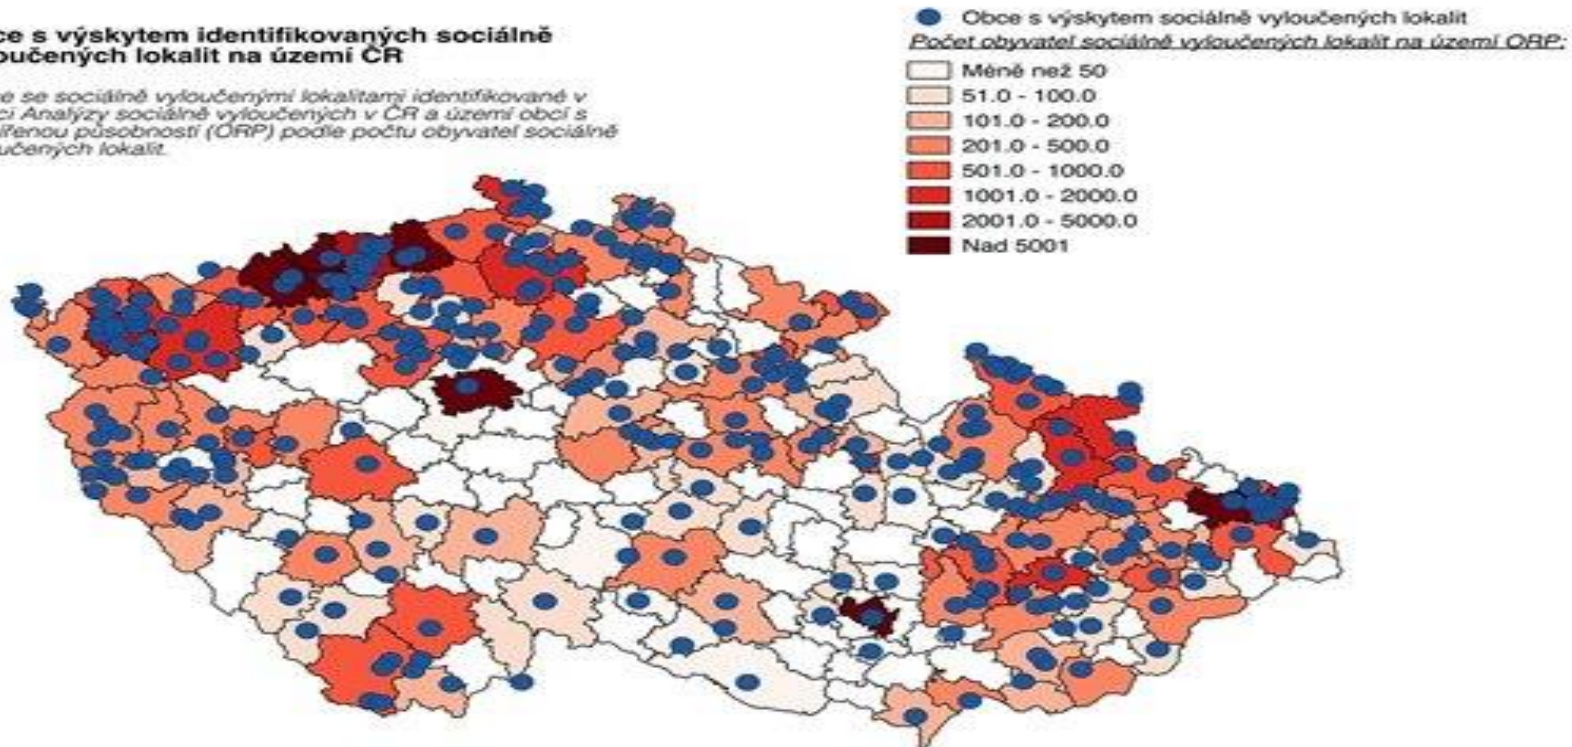 ce s výskytem identifikovaných sociálně
oučených lokalit na území ČR
e se sociálně vyloučenými lokalitami identifikované v
ci Analýzy sociálně vyloučených v ČR a území obcí s
ířenou působností (ORP) podle počtu obyvatel sociálně
učených lokalit.
Obce s výskytem sociálně vyloučených lokalit
Počet obyvatel sociálně vyloučených lokalit na území ORP:
Méně než 50
51.0 - 100.0
101.0 - 200.0
201.0 - 500.0
501.0 - 1000.0
1001.0 - 2000.0
2001.0 - 5000.0
Nad 5001